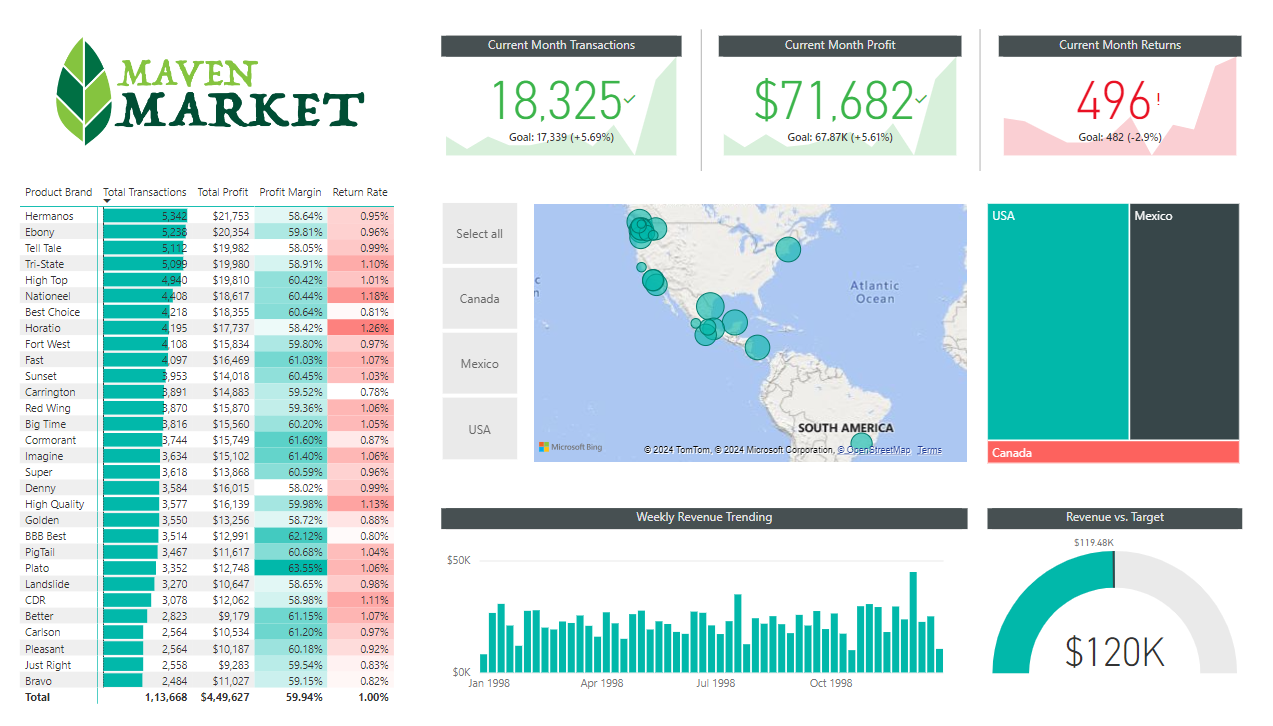 MAVEN
MARKET
Current Month Transactions
18,325
Goal: 17,339 (+5.69%)
Current Month Profit
$71,682
Goal: 67.87K (+5.61%)
Current Month Returns
496!
Goal: 482 (-2.9%)
Product Brand Total Transactions Total Profit Profit Margin Return Rate
Hermanos 5,342 $21,753 58.64% 0.95%
Ebony 5,238 $20,354 59.81% 0.96%
Tell Tale 5,112 $19,982 58.05% 0.99%
Tri-State 5,099 $19,980 58.91% 1.10%
High Top 4,940 $19,810 60.42% 1.01%
Nationeel 4,408 $18,617 60.44% 1.18%
Best Choice 4,218 $18,355 60.64% 0.81%
Horatio 4,195 $17,737 58.42% 1.26%
Fort West 4,108 $15,834 59.80% 0.97%
Fast 4,097 $16,469 61.03% 1.07%
Sunset 3,953 $14,018 60.45% 1.03%
Carrington 3,891 $14,883 59.52% 0.78%
Red Wing 3,870 $15,870 59.36% 1.06%
Big Time 3,816 $15,560 60.20% 1.05%
Cormorant 3,744 $15,749 61.60% 0.87%
Imagine 3,634 $15,102 61.40% 1.06%
Super 3,618 $13,868 60.59% 0.96%
Denny 3,584 $16,015 58.02% 0.99%
High Quality 3,577 $16,139 59.98% 1.13%
Golden 3,550 $13,256 58.72% 0.88%
BBB Best 3,514 $12,991 62.12% 0.80%
PigTail 3,467 $11,617 60.68% 1.04%
Plato 3,352 $12,748 63.55% 1.06%
Landslide 3,270 $10,647 58.65% 0.98%
CDR 3,078 $12,062 58.98% 1.11%
Better 2,823 $9,179 61.15% 1.07%
Carlson 2,564 $10,534 61.20% 0.97%
Pleasant 2,564 $10,187 60.18% 0.92%
Just Right 2,558 $9,283 59.54% 0.83%
Bravo 2,484 $11,027 59.15% 0.82%
Total 1,13,668 $4,49,627 59.94% 1.00%
Select all
Canada
Mexico
USA
Atlantic
Ocean
SOUTH AMERICA
Microsoft Bing
© 2024 TomTom, © 2024 Microsoft Corporation, © OpenStreetMap Terms
USA
Mexico
Canada
Weekly Revenue Trending
$50K
$0K
Jan 1998 Apr 1998 Jul 1998 Oct 1998
Revenue vs. Target
$119.48K
$120K